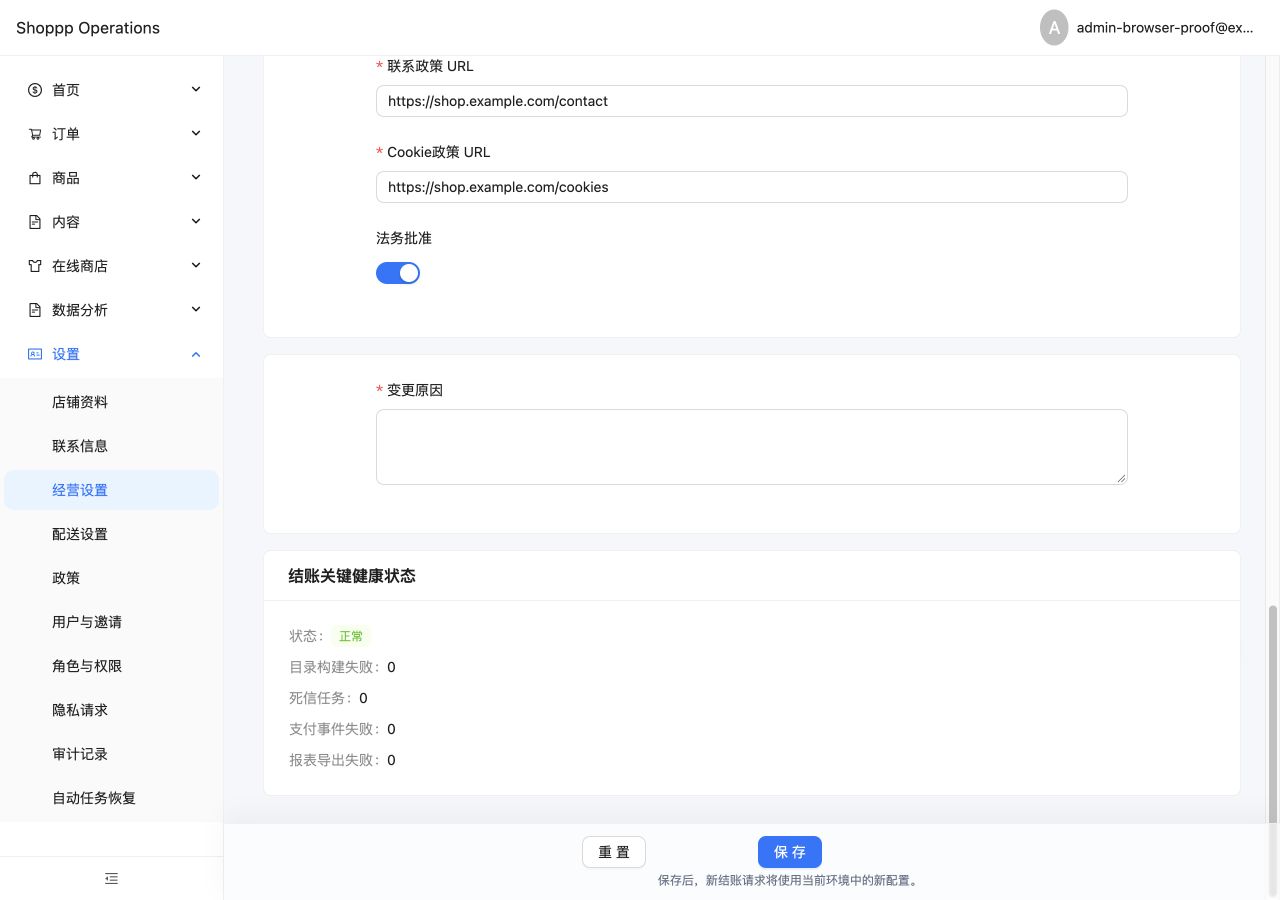 Shoppp Operations
A
admin-browser-proof@ex...
首页
订单
商品
内容
在线商店
数据分析
设置
店铺资料
联系信息
经营设置
配送设置
政策
用户与邀请
角色与权限
隐私请求
审计记录
自动任务恢复
* 联系政策 URL
https://shop.example.com/contact
* Cookie政策 URL
https://shop.example.com/cookies
法务批准
* 变更原因
结账关键健康状态
状态： 正常
目录构建失败： 0
死信任务： 0
支付事件失败： 0
报表导出失败： 0
重 置
保 存
保存后，新结账请求将使用当前环境中的新配置。